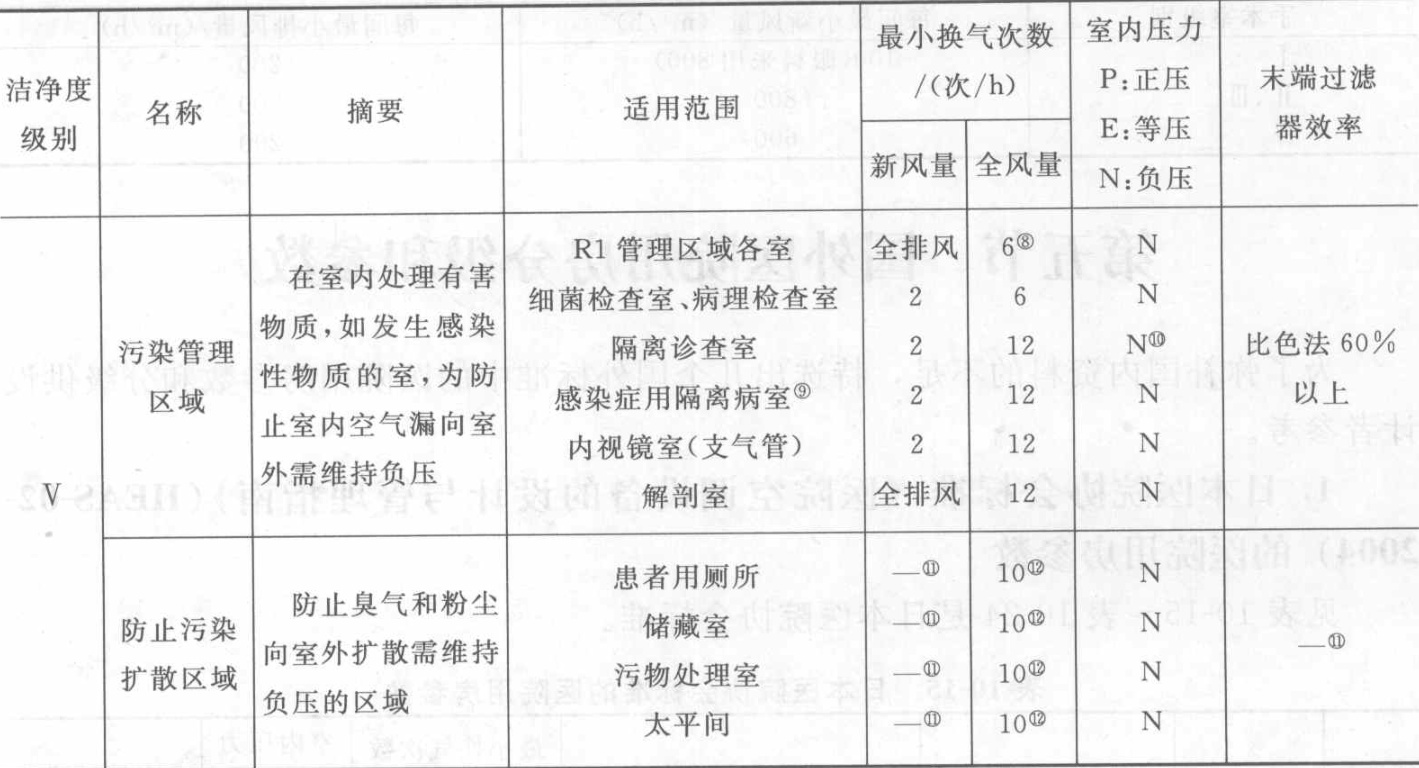 洁净度
级别
名称
摘要
适用范围
最小换气次数
/(次/h)
新风量
全风量
室内压力
P:正压
E:等压
N:负压
末端过滤
器效率
Ⅴ
污染管理
区域
在室内处理有害
物质,如发生感染
性物质的室,为防
止室内空气漏向室
外需维持负压
R1管理区域各室 全排风 6⑧ N
细菌检查室、病理检查室 2 6 N
隔离诊查室 2 12 N⑩
感染症用隔离病室⑨ 2 12 N
内视镜室(支气管) 2 12 N
解剖室 全排风 12 N
比色法60%
以上
防止污染
扩散区域
防止臭气和粉尘
向室外扩散需维持
负压的区域
患者用厕所 —⑪ 10⑫ N
储藏室 —⑪ 10⑫ N
污物处理室 —⑪ 10⑫ N
太平间 —⑪ 10⑫ N
—⑪